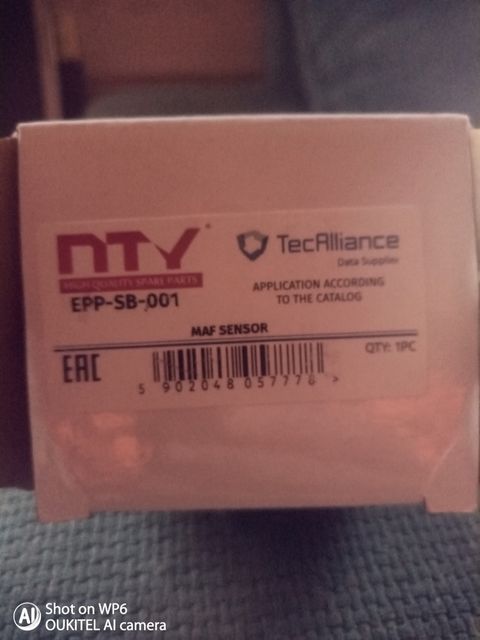 NTY
HIGH QUALITY SPARE PARTS
EPP-SB-001
TecAlliance
Data Supplier
APPLICATION ACCORDING
TO THE CATALOG
MAF SENSOR
EAC
QTY: 1PC
5 902048 057778 >
AI Shot on WP6
OUKITEL AI camera